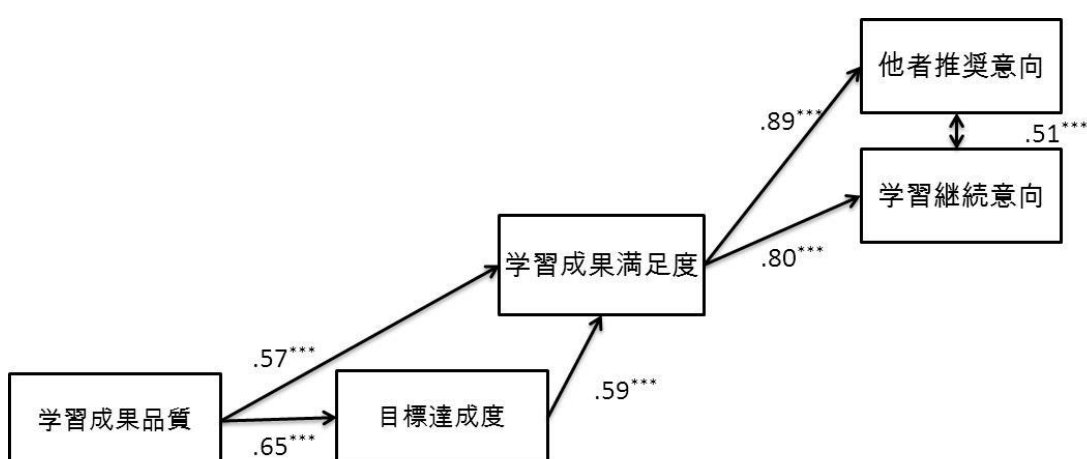 他者推奨意向
.89***
.51***
学習継続意向
.80***
学習成果満足度
.57***
.59***
学習成果品質
目標達成度
.65***